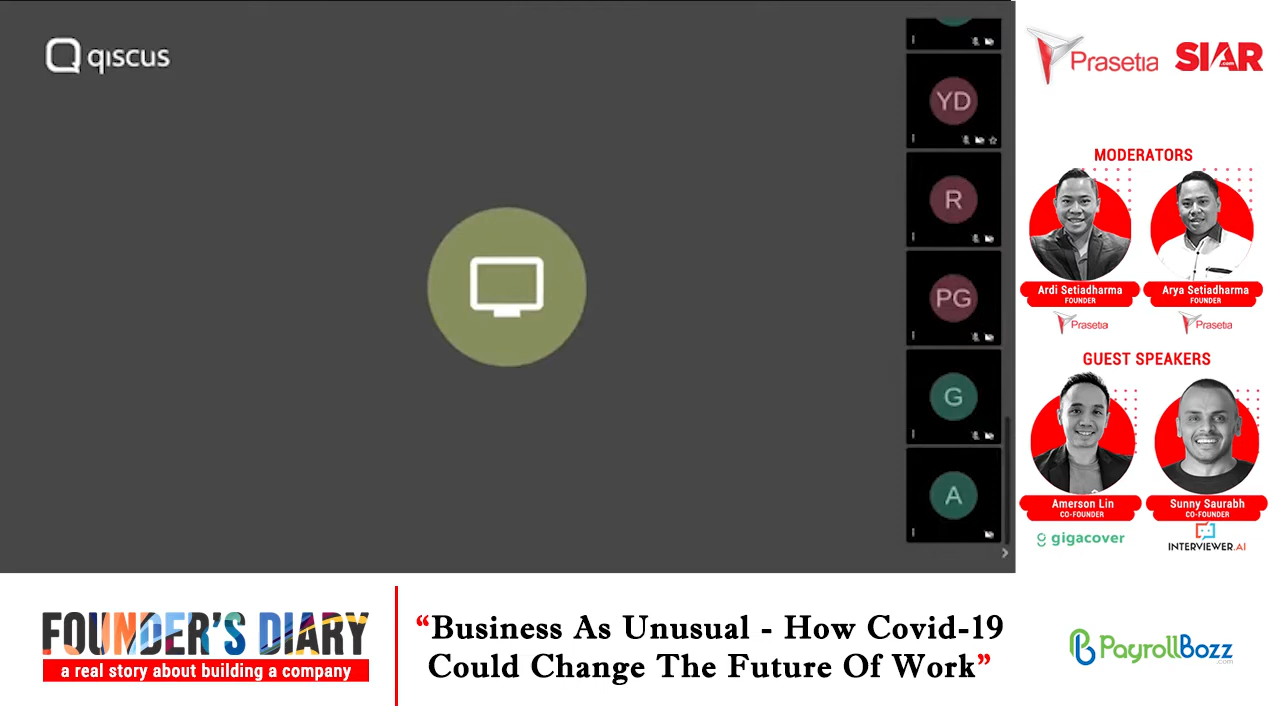 qiscus
YD
R
PG
G
A
Prasetia
SIAR
.com
MODERATORS
Ardi Setiadharma
FOUNDER
Prasetia
Arya Setiadharma
FOUNDER
Prasetia
GUEST SPEAKERS
Amerson Lin
CO-FOUNDER
gigacover
Sunny Saurabh
CO-FOUNDER
INTERVIEWER.AI
FOUNDER'S DIARY
a real story about building a company
“Business As Unusual - How Covid-19
Could Change The Future Of Work”
PayrollBozz
.com